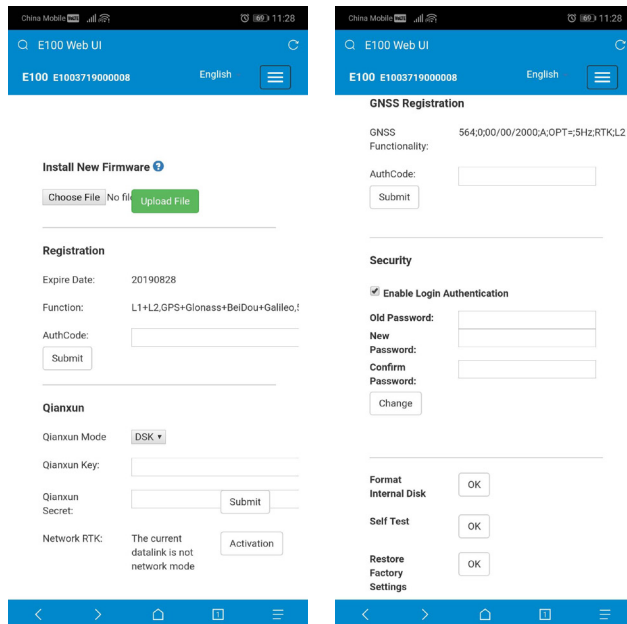 China Mobile 69 11:28
E100 Web UI
E100 E1003719000008 English
Install New Firmware ?
Choose File No fil Upload File
Registration
Expire Date: 20190828
Function: L1+L2,GPS+Glonass+BeiDou+Galileo,5
AuthCode:
Submit
Qianxun
Qianxun Mode DSK
Qianxun Key:
Qianxun
Secret:
Submit
Network RTK: The current
datalink is not
network mode
Activation
1
China Mobile 69 11:28
E100 Web UI
E100 E1003719000008 English
GNSS Registration
GNSS
Functionality:
564;0;00/00/2000;A;OPT=;5Hz;RTK;L2
AuthCode:
Submit
Security
Enable Login Authentication
Old Password:
New
Password:
Confirm
Password:
Change
Format
Internal Disk
OK
Self Test OK
Restore
Factory
Settings
OK
1